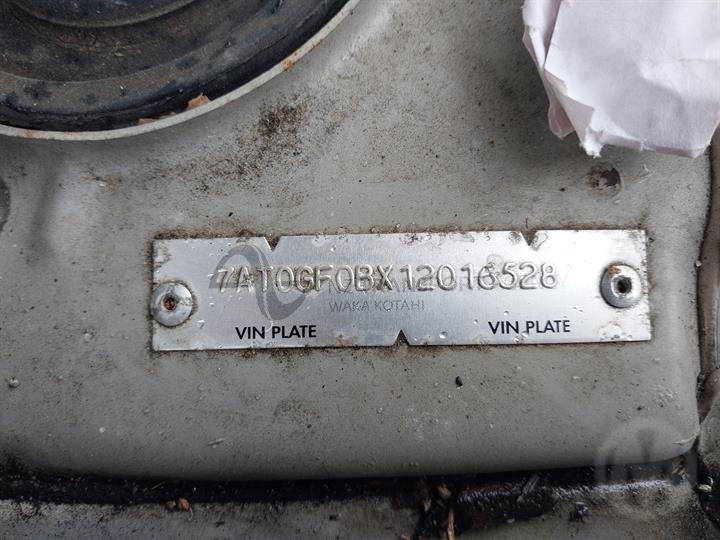 7AT0GF0BX12016528
WAKA KOTAHI
VIN PLATE VIN PLATE